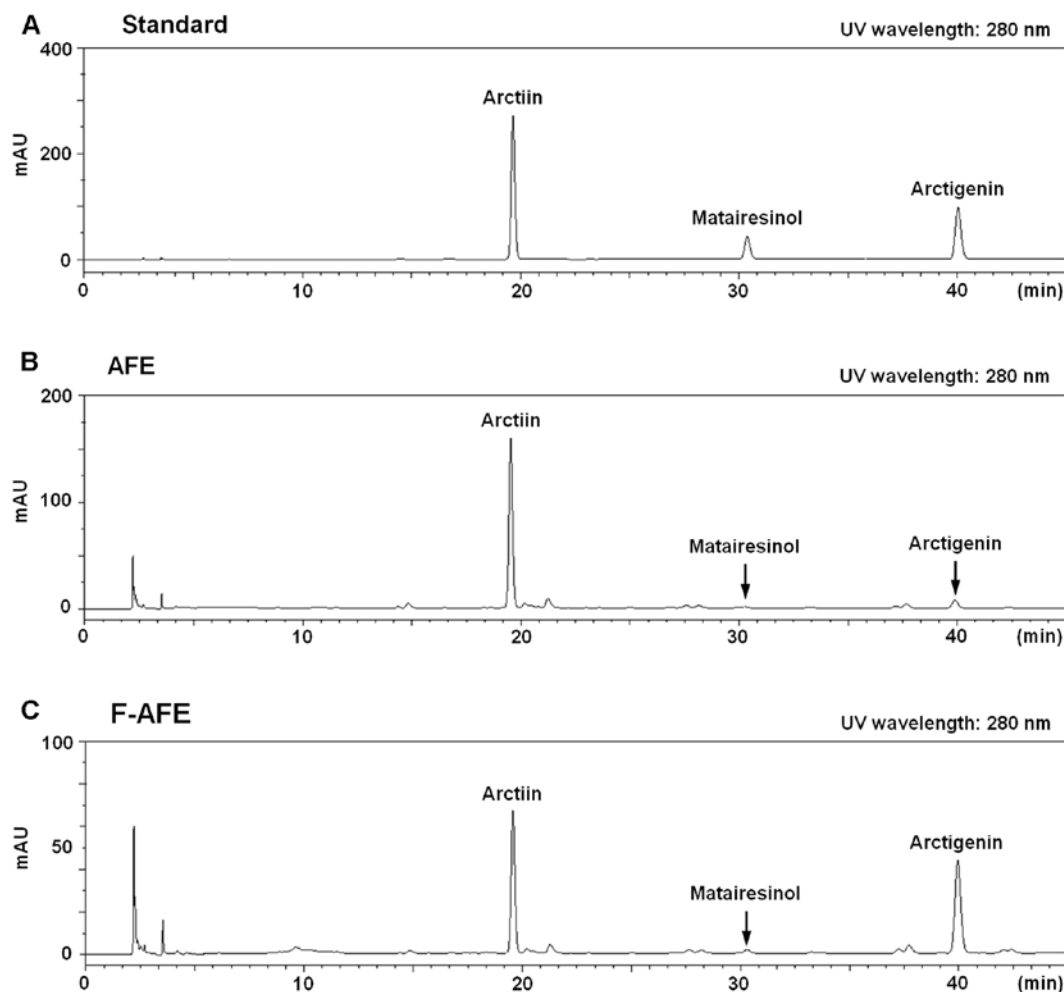 A Standard UV wavelength: 280 nm
400
Arctiin
mAU
200
Arctigenin
Matairesinol
0
0 10 20 30 40 (min)
B AFE UV wavelength: 280 nm
200
Arctiin
mAU
100
Matairesinol Arctigenin
0
0 10 20 30 40 (min)
C F-AFE UV wavelength: 280 nm
100
Arctiin
mAU
50
Arctigenin
Matairesinol
0
0 10 20 30 40 (min)